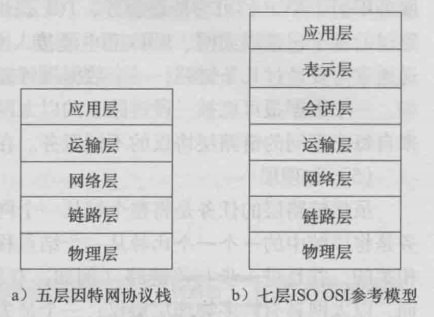 应用层
运输层
网络层
链路层
物理层
a）五层因特网协议栈
应用层
表示层
会话层
运输层
网络层
链路层
物理层
b）七层ISO OSI参考模型